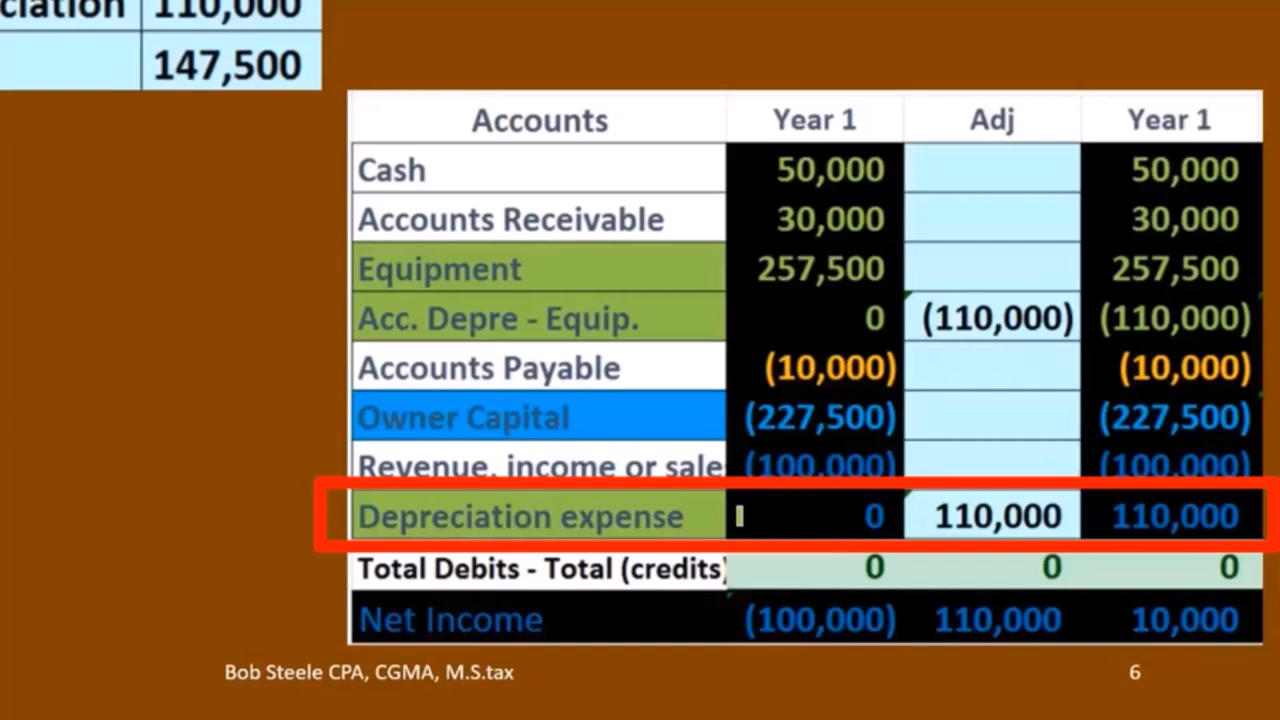 ciation 110,000
147,500
Accounts Year 1 Adj Year 1
Cash 50,000 50,000
Accounts Receivable 30,000 30,000
Equipment 257,500 257,500
Acc. Depre - Equip. 0 (110,000) (110,000)
Accounts Payable (10,000) (10,000)
Owner Capital (227,500) (227,500)
Revenue, income or sale (100,000) (100,000)
Depreciation expense 0 110,000 110,000
Total Debits - Total (credits) 0 0 0
Net Income (100,000) 110,000 10,000
Bob Steele CPA, CGMA, M.S.tax 6